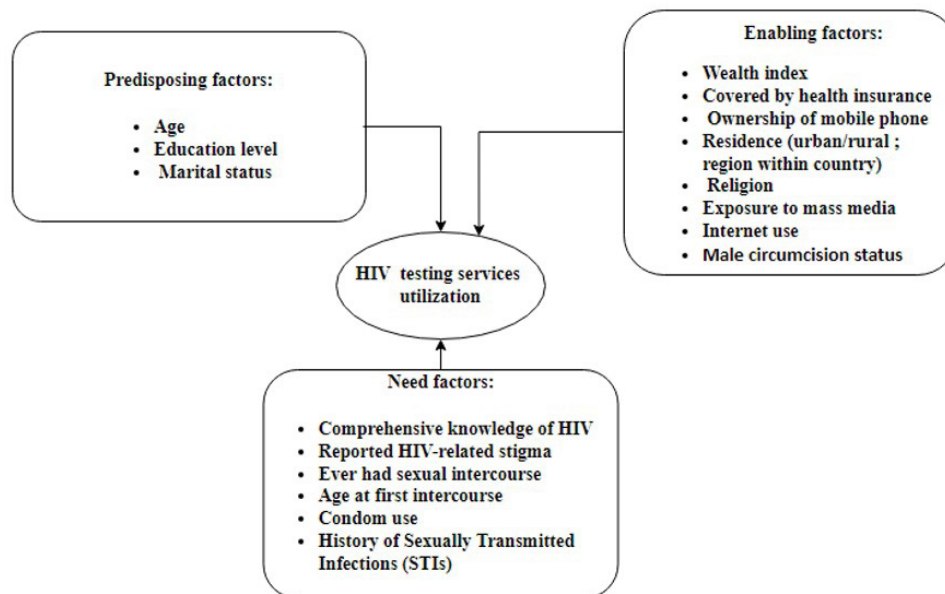 Predisposing factors:
• Age
• Education level
• Marital status
Enabling factors:
• Wealth index
• Covered by health insurance
• Ownership of mobile phone
• Residence (urban/rural ;
region within country)
• Religion
• Exposure to mass media
• Internet use
• Male circumcision status
HIV testing services
utilization
Need factors:
• Comprehensive knowledge of HIV
• Reported HIV-related stigma
• Ever had sexual intercourse
• Age at first intercourse
• Condom use
• History of Sexually Transmitted
Infections (STIs)